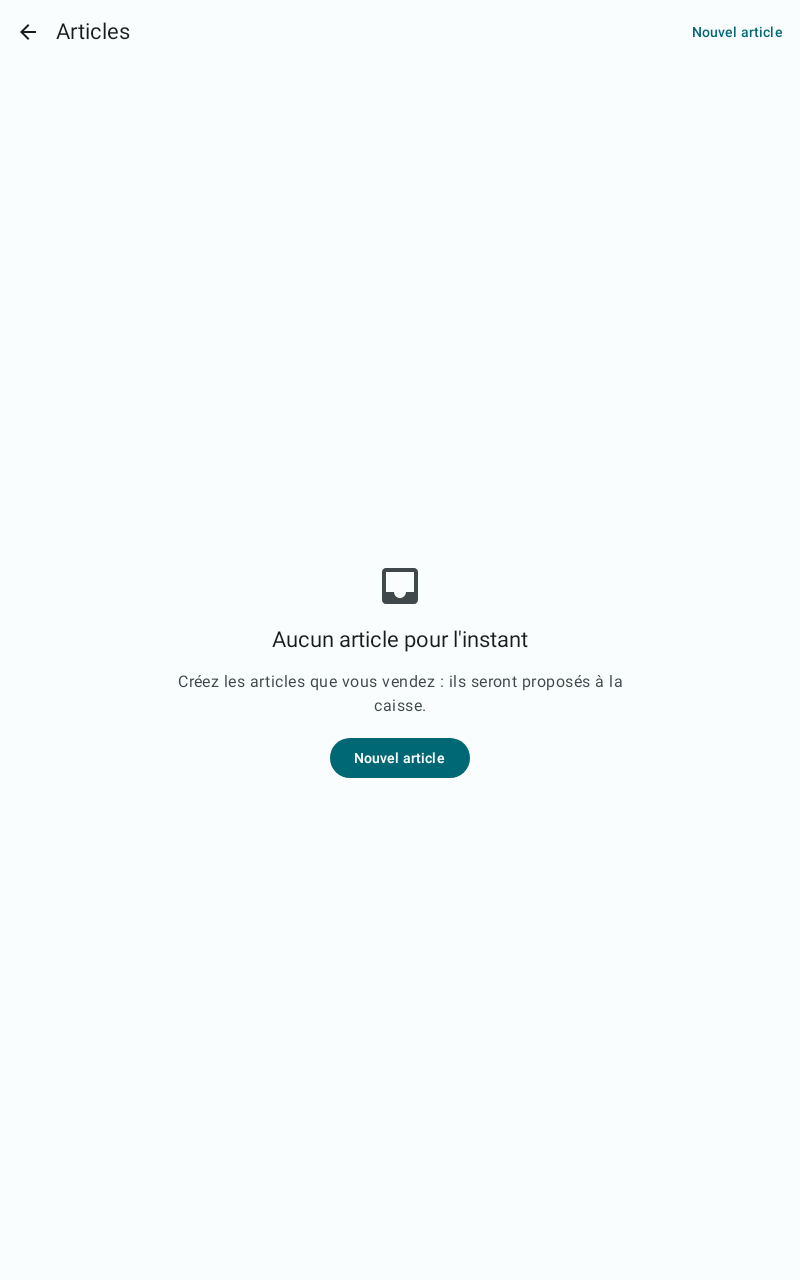 Articles
Nouvel article
Aucun article pour l'instant
Créez les articles que vous vendez : ils seront proposés à la
caisse.
Nouvel article